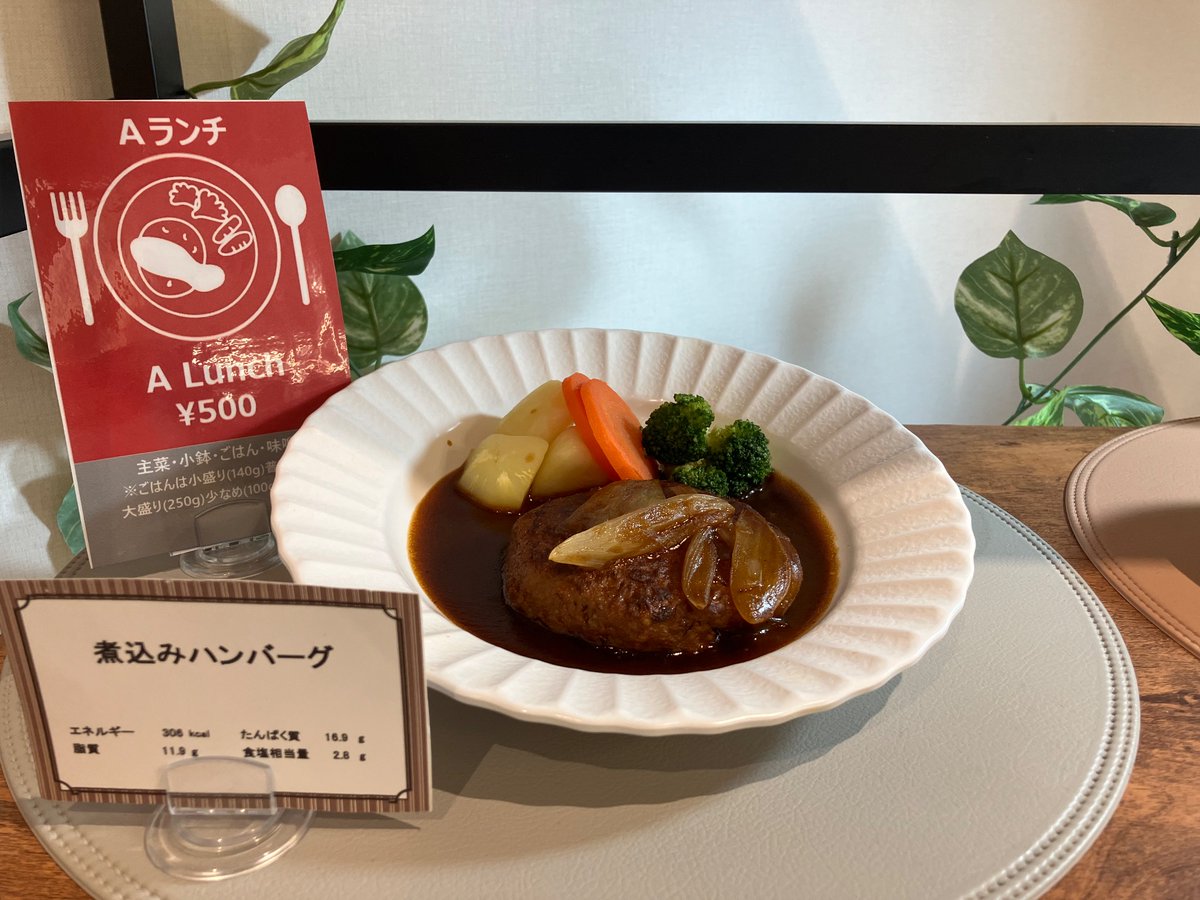 Aランチ
A Lunch
¥500
主菜・小鉢・ごはん・味
※ごはんは小盛り(140g)普
大盛り(250g)少なめ(100
煮込みハンバーグ
エネルギー 306 kcal たんぱく質 16.9 g
脂質 11.9 g 食塩相当量 2.8 g